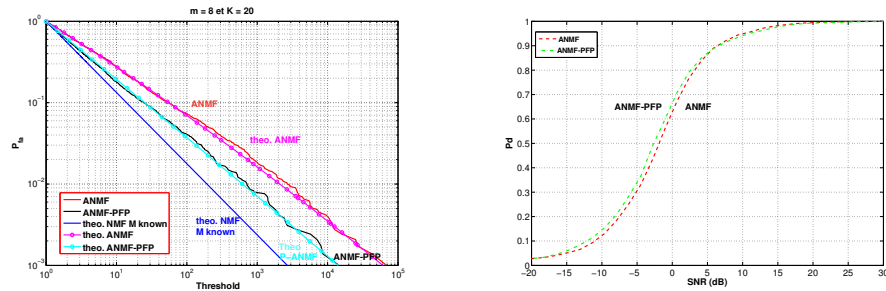 m = 8 et K = 20
10^0
10^-1
10^-2
10^-3
P_fa
ANMF
theo. ANMF
theo. NMF
M known
Theo
P-ANMF
ANMF-PFP
ANMF
ANMF-PFP
theo. NMF M known
theo. ANMF
theo. ANMF-PFP
10^0 10^1 10^2 10^3 10^4 10^5
Threshold
1
0.9
0.8
0.7
0.6
0.5
0.4
0.3
0.2
0.1
0
Pd
ANMF
ANMF-PFP
ANMF-PFP ANMF
-20 -15 -10 -5 0 5 10 15 20 25 30
SNR (dB)